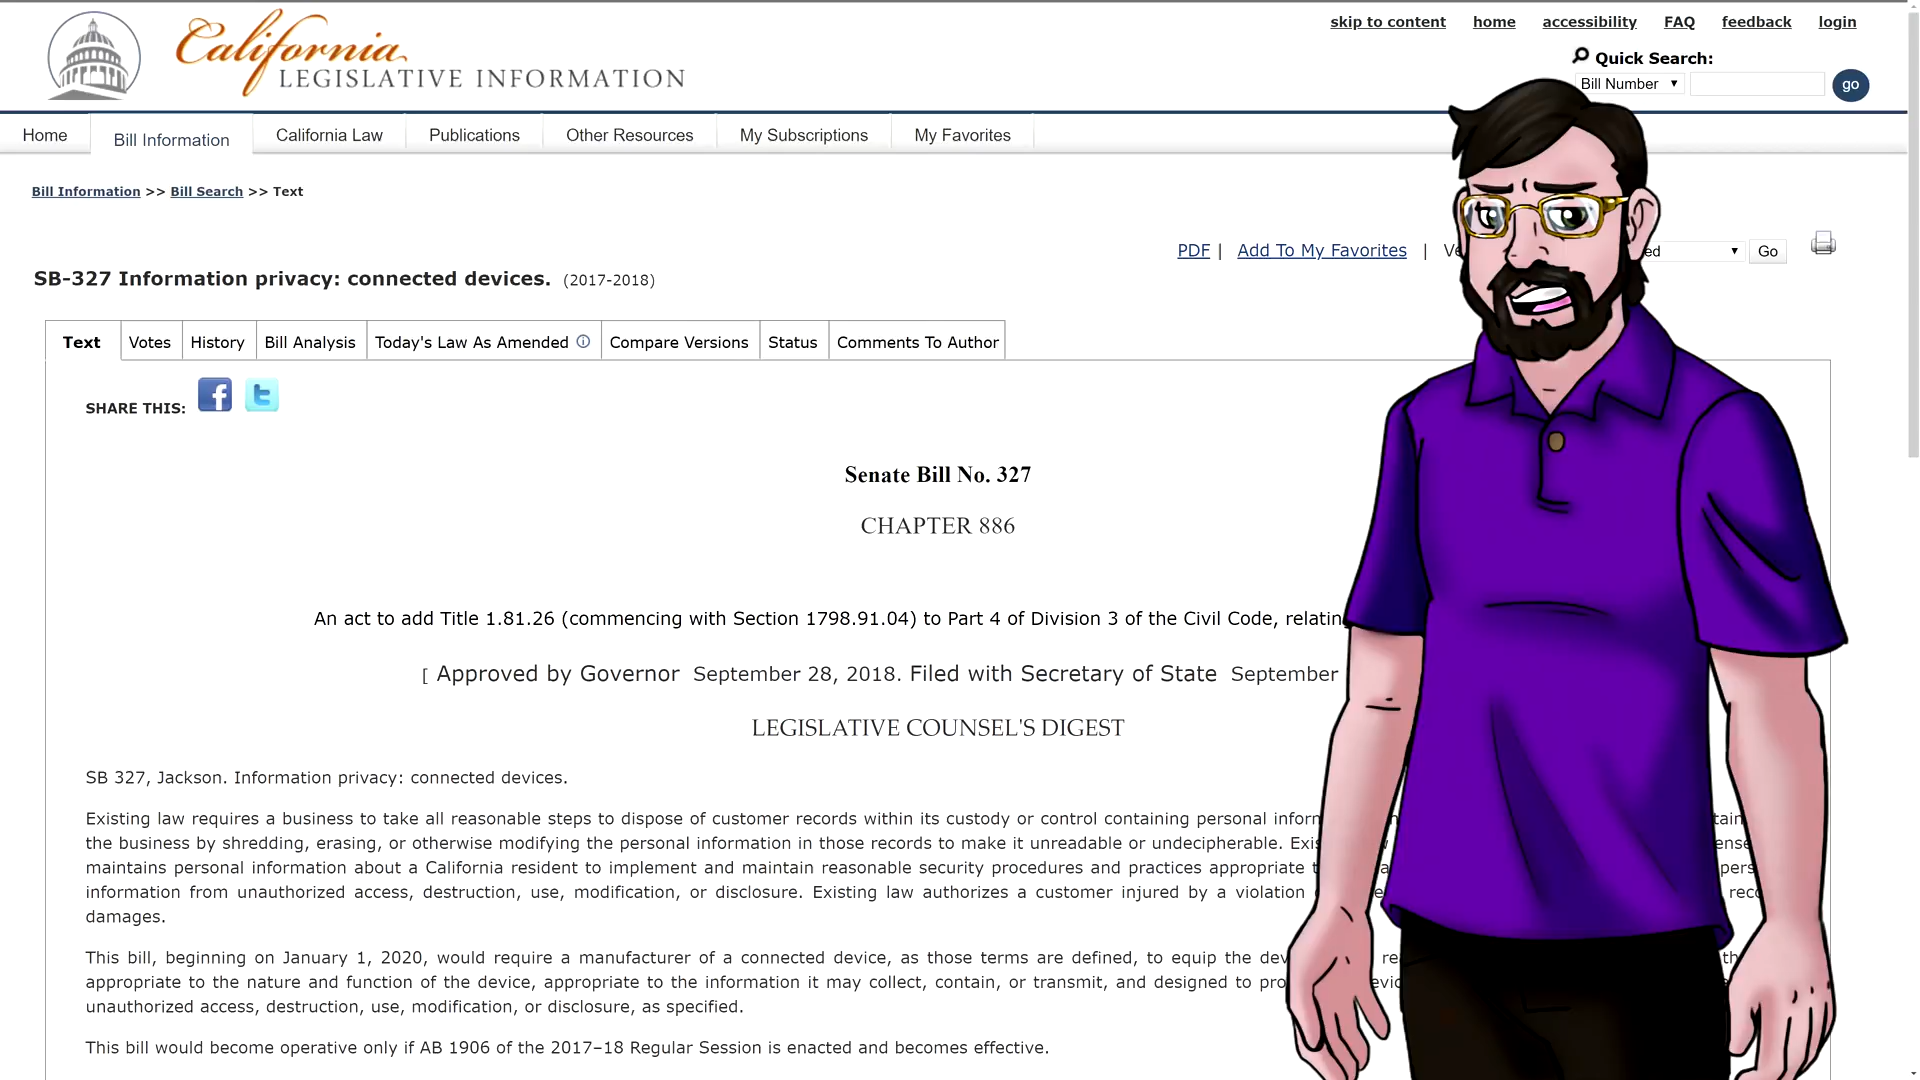 skip to content home accessibility FAQ feedback login
California
LEGISLATIVE INFORMATION
Quick Search:
Bill Number go
Home Bill Information California Law Publications Other Resources My Subscriptions My Favorites
Bill Information >> Bill Search >> Text
PDF | Add To My Favorites | Go
SB-327 Information privacy: connected devices. (2017-2018)
Text Votes History Bill Analysis Today's Law As Amended Compare Versions Status Comments To Author
SHARE THIS:
Senate Bill No. 327
CHAPTER 886
An act to add Title 1.81.26 (commencing with Section 1798.91.04) to Part 4 of Division 3 of the Civil Code,
[ Approved by Governor September 28, 2018. Filed with Secretary of State September
LEGISLATIVE COUNSEL'S DIGEST
SB 327, Jackson. Information privacy: connected devices.
Existing law requires a business to take all reasonable steps to dispose of customer records within its custody or control containing personal
the business by shredding, erasing, or otherwise modifying the personal information in those records to make it unreadable or undecipherable.
maintains personal information about a California resident to implement and maintain reasonable security procedures and practices appropriate
information from unauthorized access, destruction, use, modification, or disclosure. Existing law authorizes a customer injured by a violation
damages.
This bill, beginning on January 1, 2020, would require a manufacturer of a connected device, as those terms are defined, to equip the
appropriate to the nature and function of the device, appropriate to the information it may collect, contain, or transmit, and designed to
unauthorized access, destruction, use, modification, or disclosure, as specified.
This bill would become operative only if AB 1906 of the 2017–18 Regular Session is enacted and becomes effective.